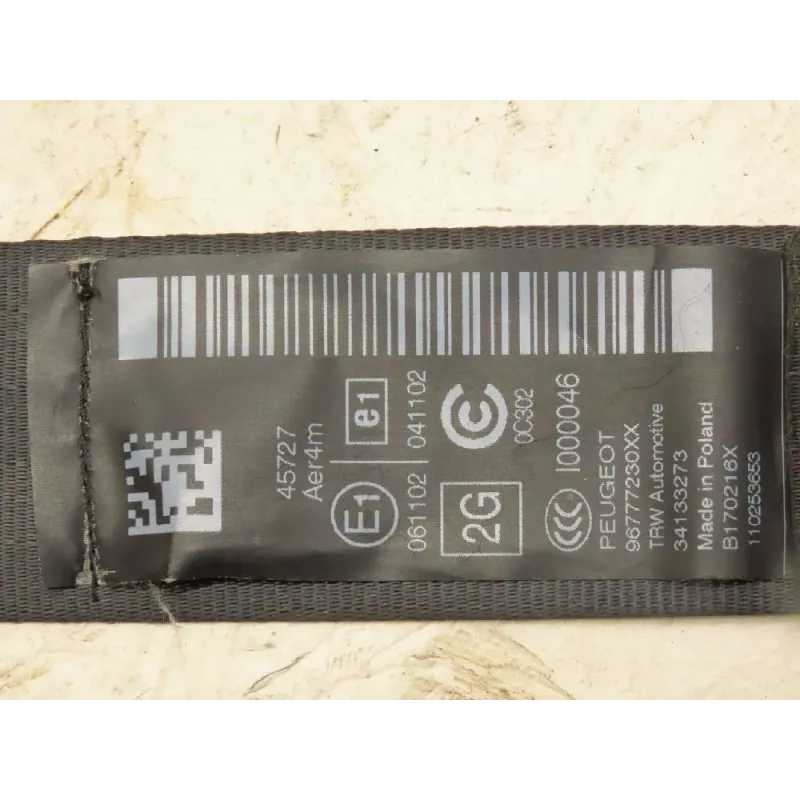 45727
Aer4m
E1 e1
061102 041102
2G C
0C302
CCC I000046
PEUGEOT
96777230XX
TRW Automotive
34133273
Made in Poland
B170216X
110253653